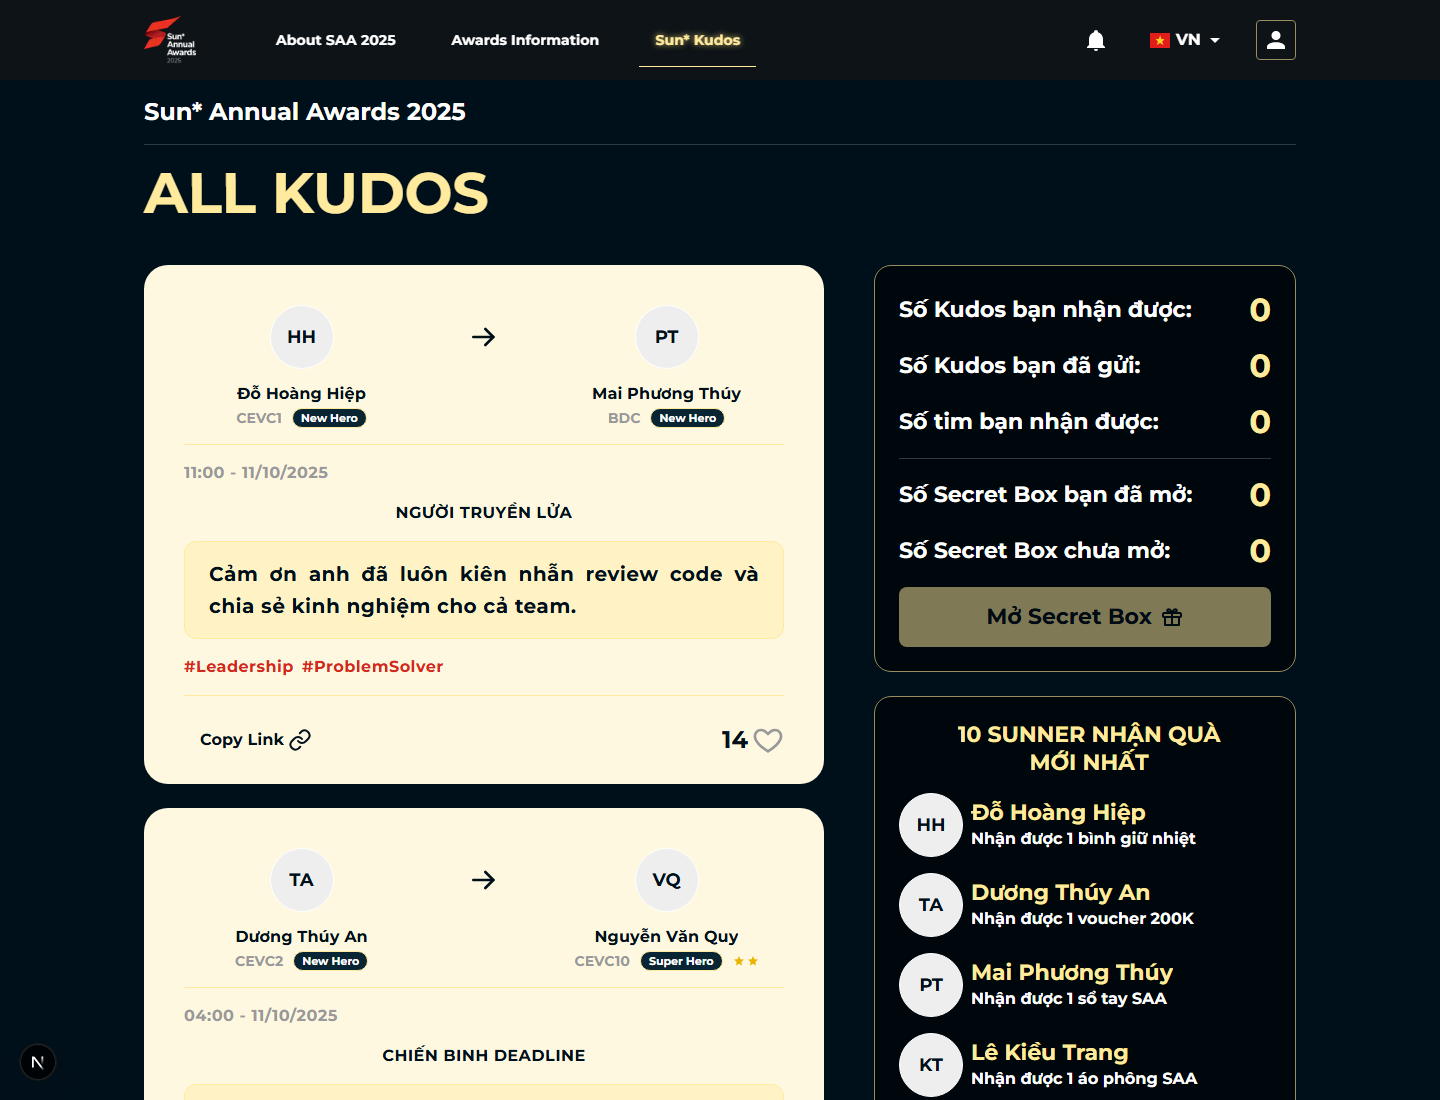 Sun*
Annual
Awards
2025
About SAA 2025
Awards Information
Sun* Kudos
VN
Sun* Annual Awards 2025
ALL KUDOS
HH
PT
Đỗ Hoàng Hiệp
CEVC1 New Hero
Mai Phương Thúy
BDC New Hero
11:00 - 11/10/2025
NGƯỜI TRUYỀN LỬA
Cảm ơn anh đã luôn kiên nhẫn review code và
chia sẻ kinh nghiệm cho cả team.
#Leadership #ProblemSolver
Copy Link
14
TA
VQ
Dương Thúy An
CEVC2 New Hero
Nguyễn Văn Quy
CEVC10 Super Hero
04:00 - 11/10/2025
CHIẾN BINH DEADLINE
Số Kudos bạn nhận được: 0
Số Kudos bạn đã gửi: 0
Số tim bạn nhận được: 0
Số Secret Box bạn đã mở: 0
Số Secret Box chưa mở: 0
Mở Secret Box
10 SUNNER NHẬN QUÀ
MỚI NHẤT
HH
Đỗ Hoàng Hiệp
Nhận được 1 bình giữ nhiệt
TA
Dương Thúy An
Nhận được 1 voucher 200K
PT
Mai Phương Thúy
Nhận được 1 sổ tay SAA
KT
Lê Kiều Trang
Nhận được 1 áo phông SAA
N